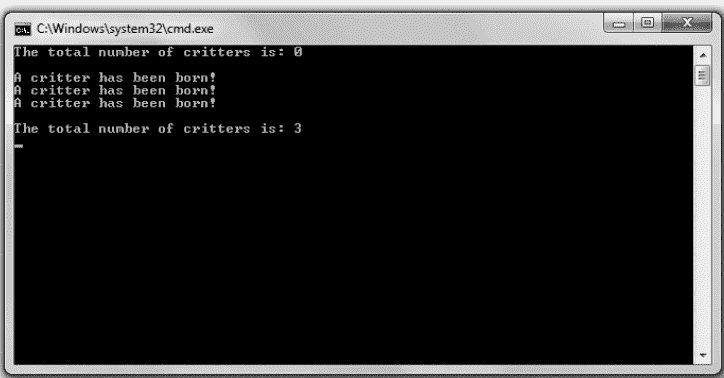 C:\Windows\system32\cmd.exe
The total number of critters is: 0
A critter has been born!
A critter has been born!
A critter has been born!
The total number of critters is: 3